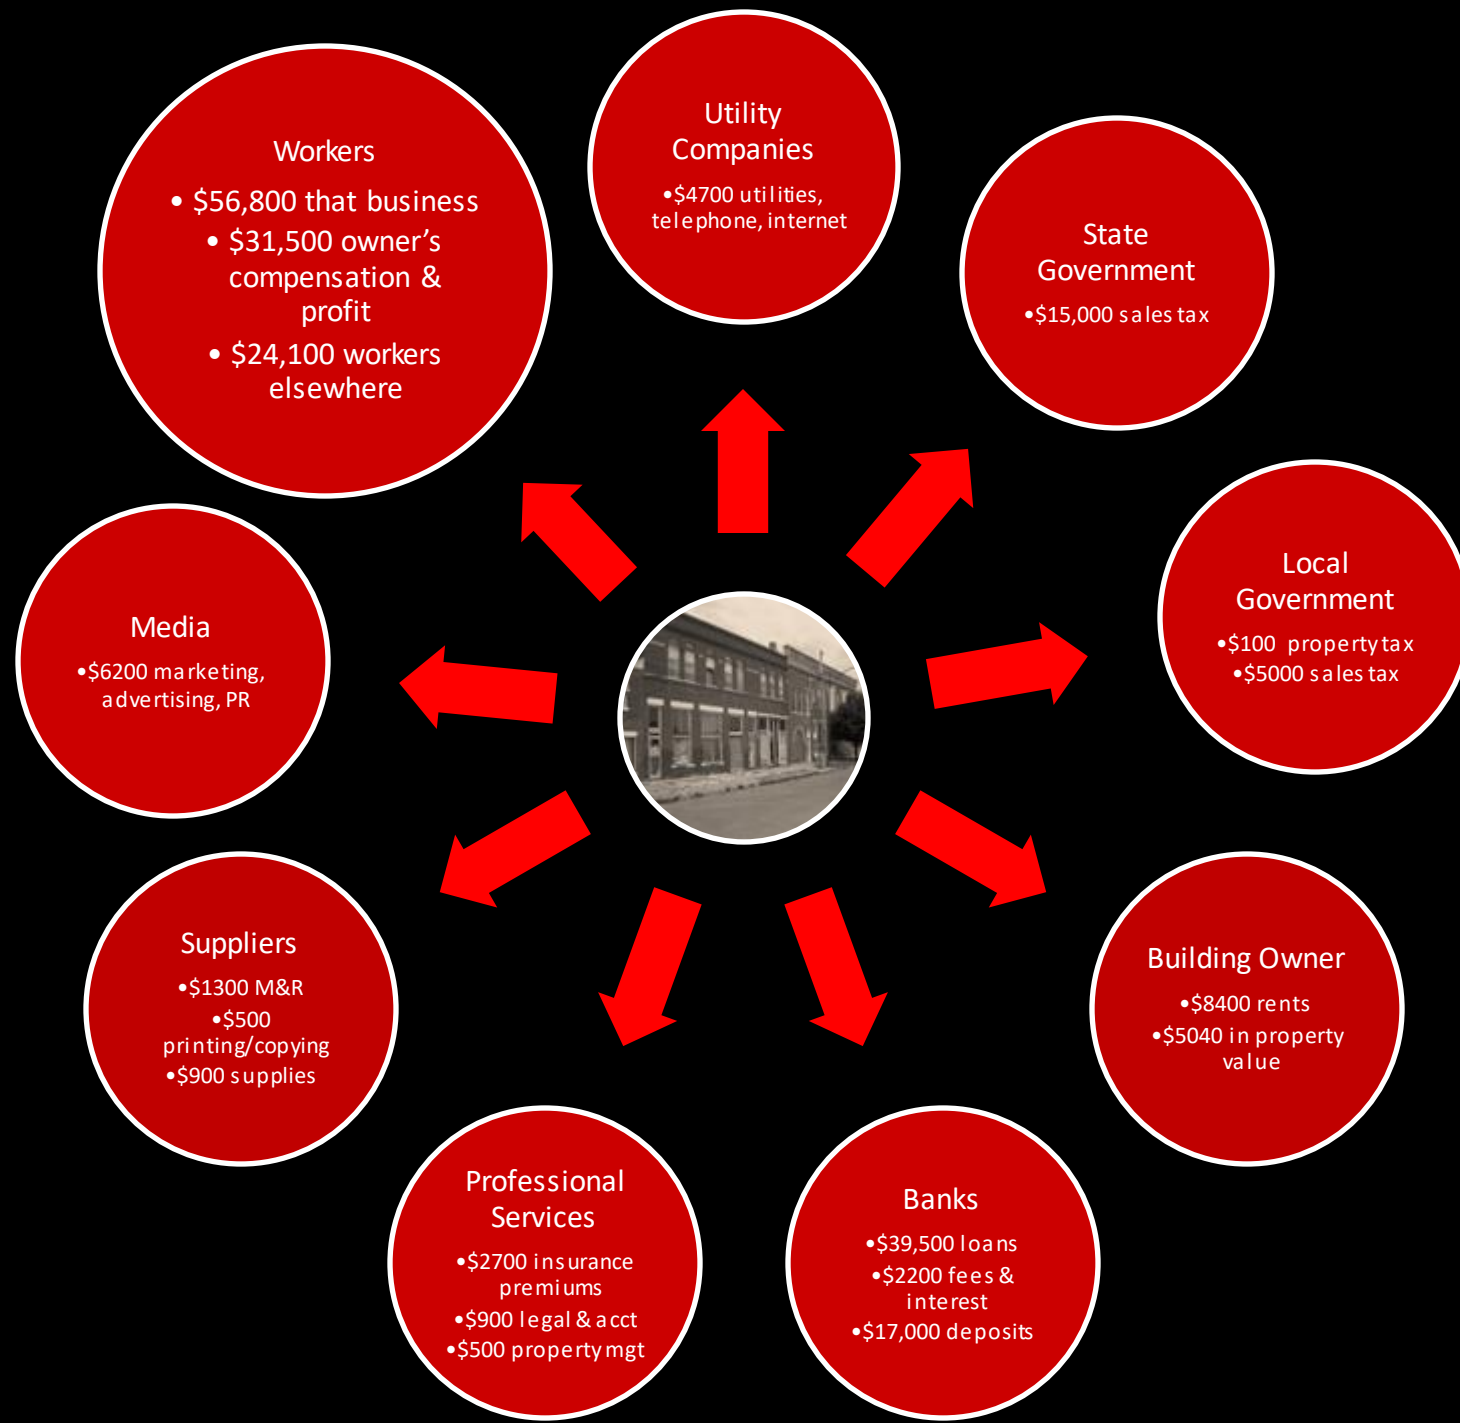 Workers
• $56,800 that business
• $31,500 owner’s
compensation &
profit
• $24,100 workers
elsewhere
Utility
Companies
•$4700 utilities,
telephone, internet
State
Government
•$15,000 sales tax
Local
Government
•$100 property tax
•$5000 sales tax
Building Owner
•$8400 rents
•$5040 in property
value
Banks
•$39,500 loans
•$2200 fees &
interest
•$17,000 deposits
Professional
Services
•$2700 insurance
premiums
•$900 legal & acct
•$500 property mgt
Suppliers
•$1300 M&R
•$500
printing/copying
•$900 supplies
Media
•$6200 marketing,
advertising, PR